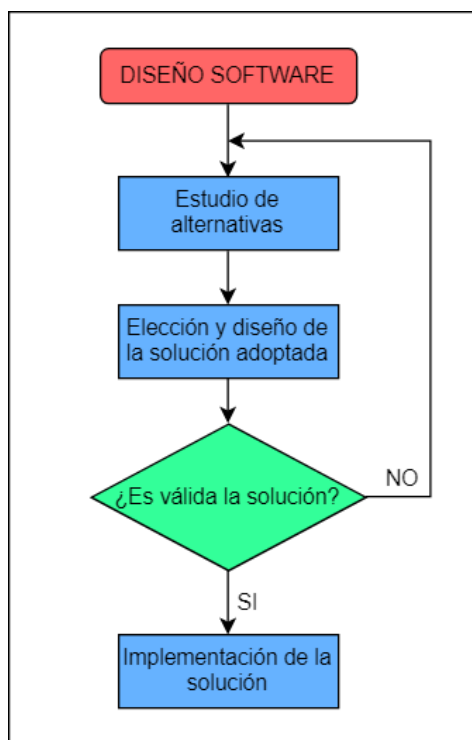 DISEÑO SOFTWARE
Estudio de
alternativas
Elección y diseño de
la solución adoptada
¿Es válida la solución?
NO
SI
Implementación de la
solución